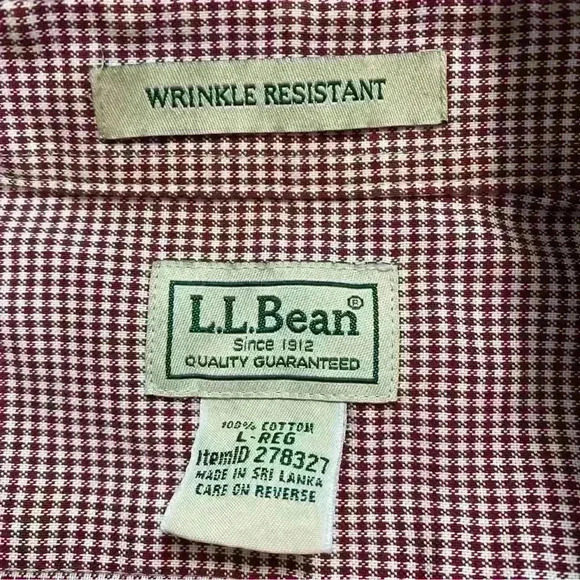 WRINKLE RESISTANT
L.L.Bean®
Since 1912
QUALITY GUARANTEED
100% COTTON
L-REG
ItemID 278327
MADE IN SRI LANKA
CARE ON REVERSE